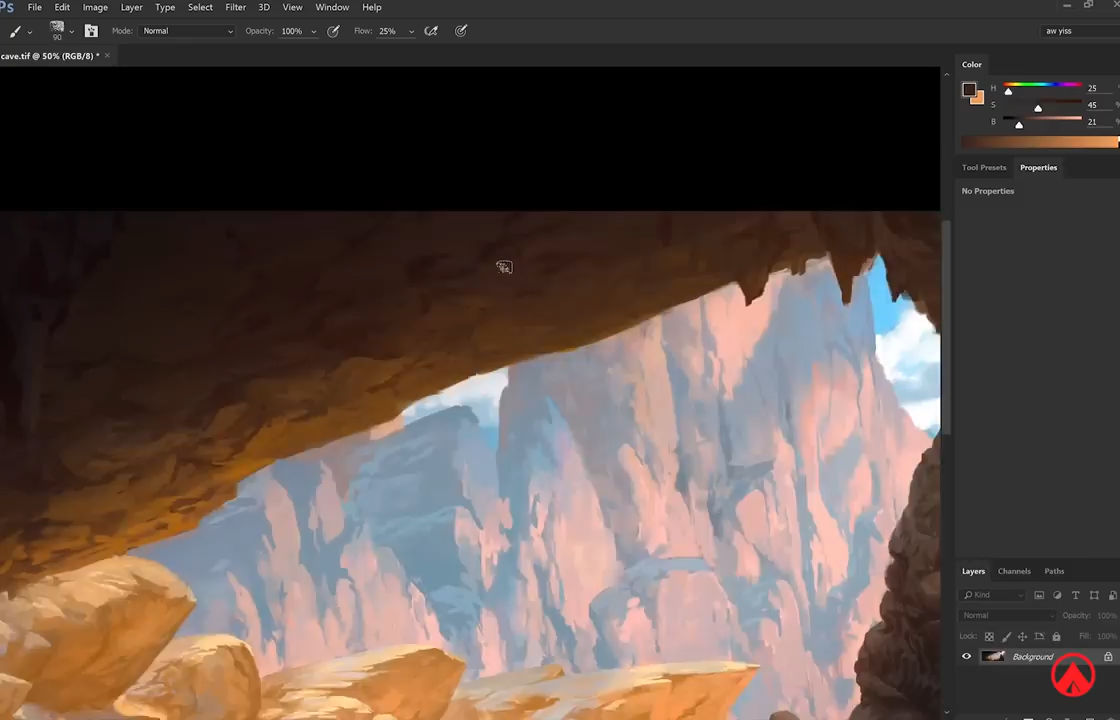 Ps File Edit Image Layer Type Select Filter 3D View Window Help
90 Mode: Normal Opacity: 100% Flow: 25% aw yiss
cave.tif @ 50% (RGB/8) * ×
Color
H 25 °
S 45 %
B 21 %
Tool Presets Properties
No Properties
Layers Channels Paths
Kind
Normal Opacity: 100%
Lock: Fill: 100%
Background